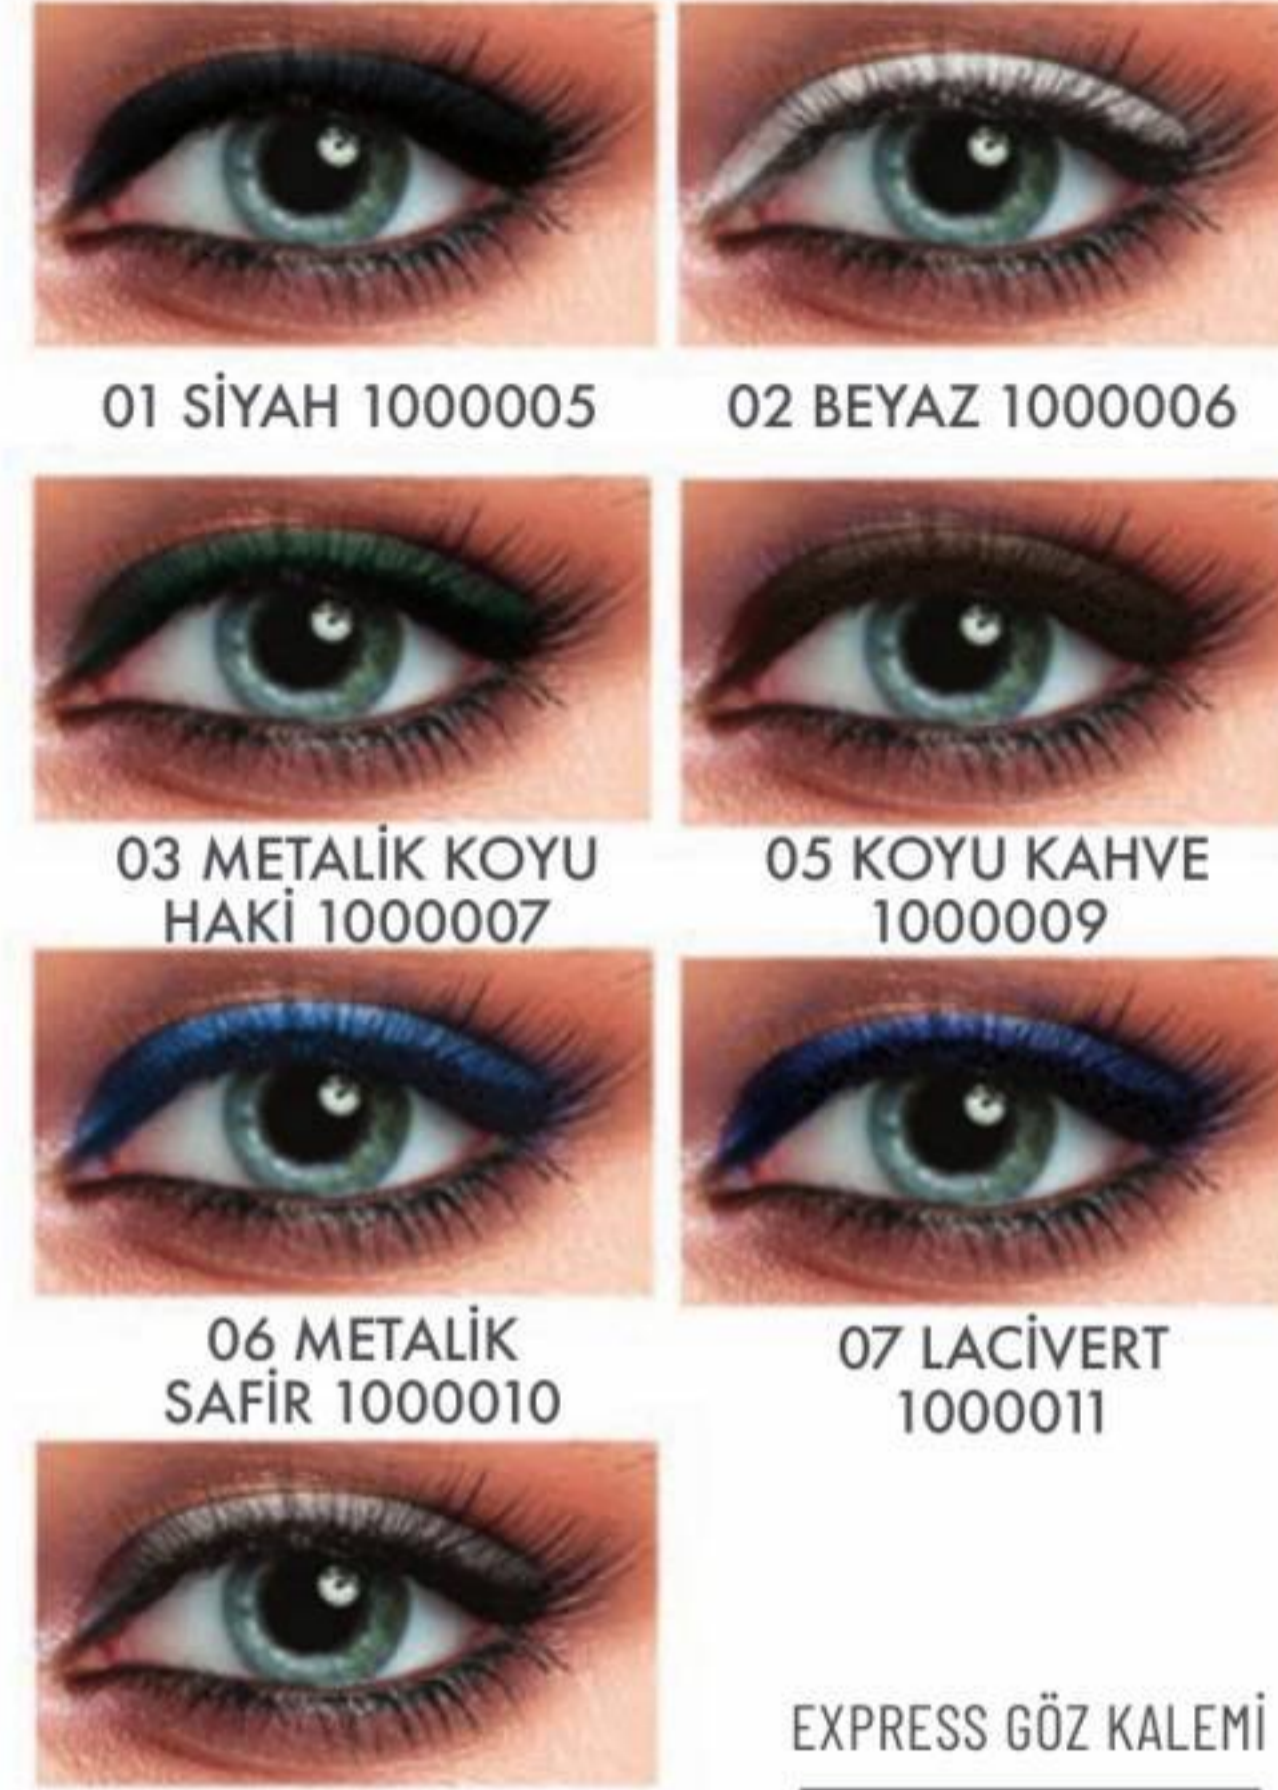 01 SİYAH 1000005
02 BEYAZ 1000006
03 METALİK KOYU
HAKİ 1000007
05 KOYU KAHVE
1000009
06 METALİK
SAFİR 1000010
07 LACİVERT
1000011
EXPRESS GÖZ KALEMİ